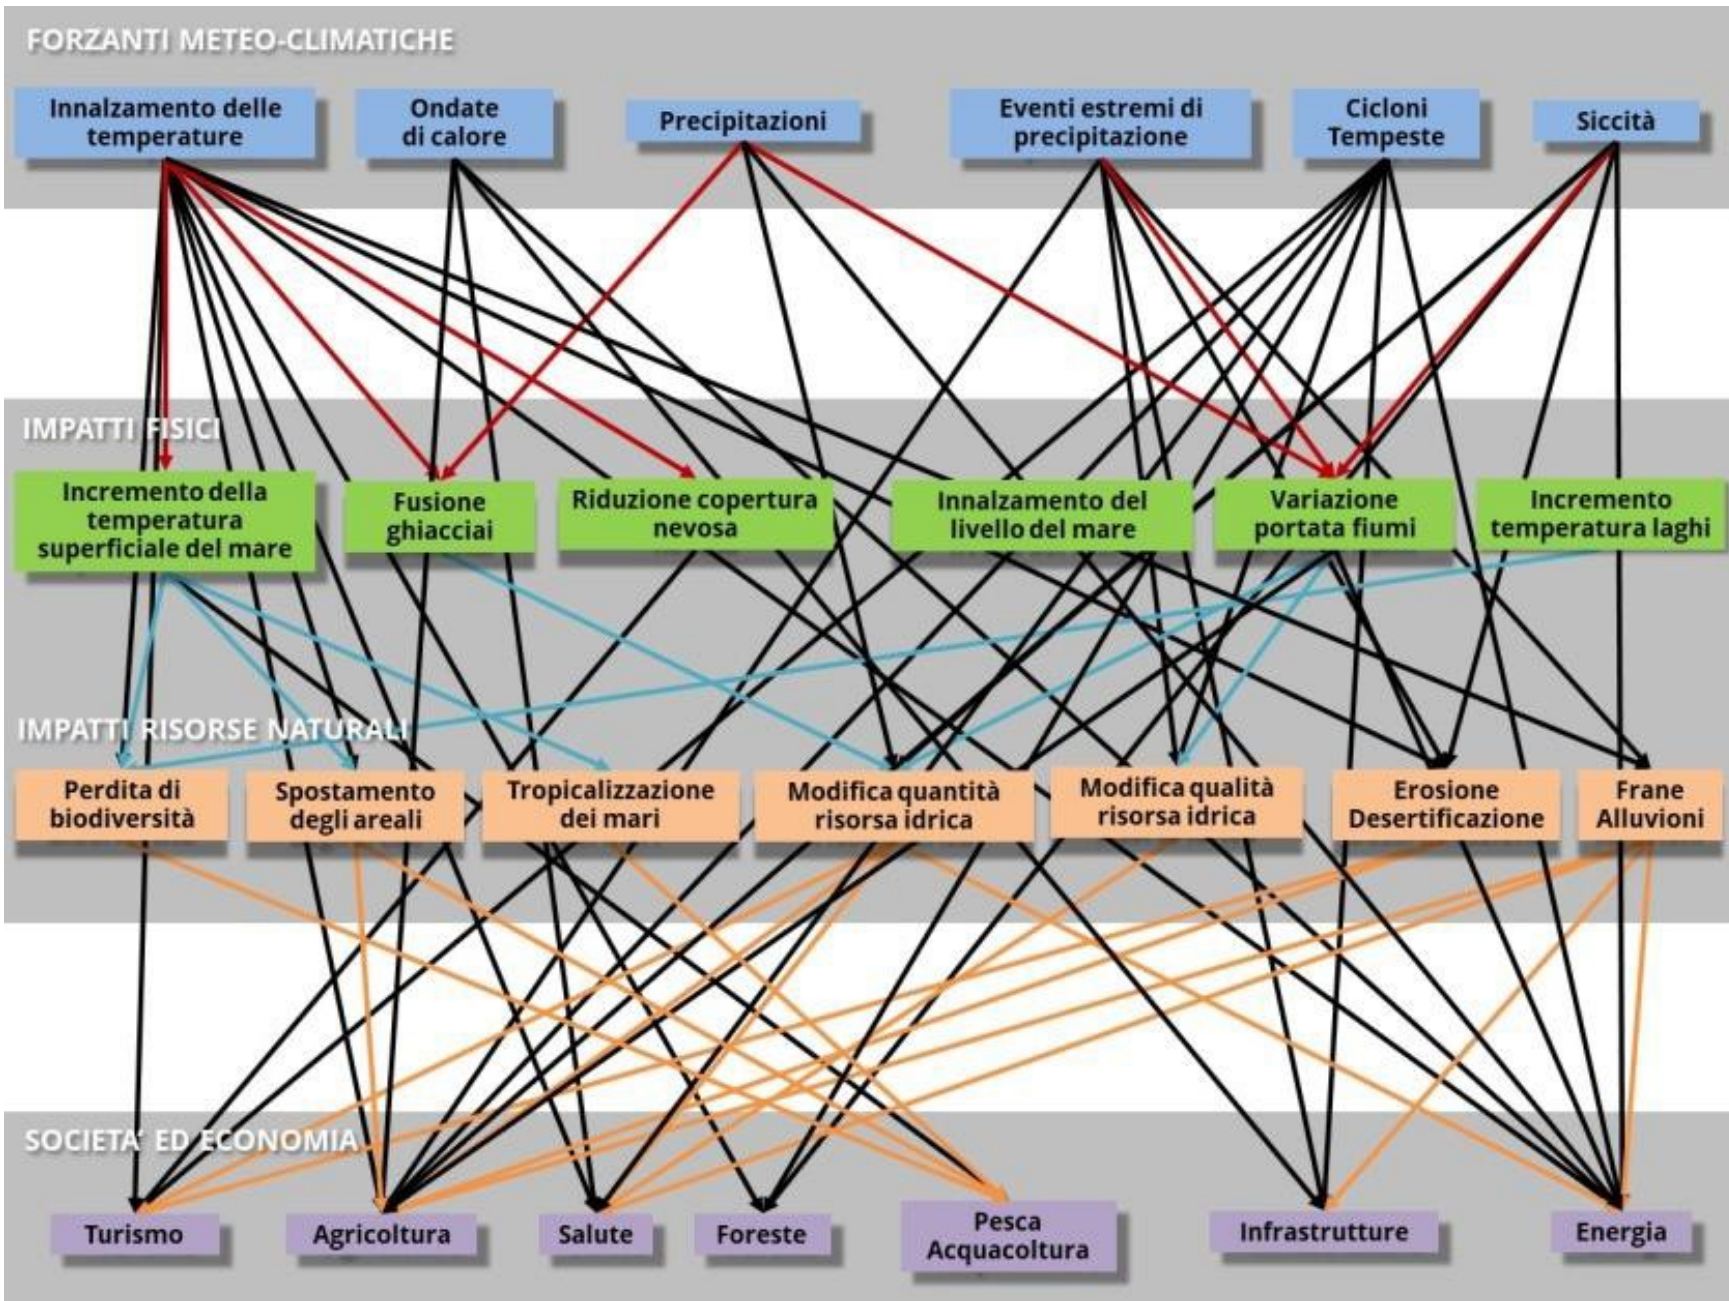 FORZANTI METEO-CLIMATICHE
Innalzamento delle
temperature
Ondate
di calore
Precipitazioni
Eventi estremi di
precipitazione
Cicloni
Tempeste
Siccità
IMPATTI FISICI
Incremento della
temperatura
superficiale del mare
Fusione
ghiacciai
Riduzione copertura
nevosa
Innalzamento del
livello del mare
Variazione
portata fiumi
Incremento
temperatura laghi
IMPATTI RISORSE NATURALI
Perdita di
biodiversità
Spostamento
degli areali
Tropicalizzazione
dei mari
Modifica quantità
risorsa idrica
Modifica qualità
risorsa idrica
Erosione
Desertificazione
Frane
Alluvioni
SOCIETA' ED ECONOMIA
Turismo
Agricoltura
Salute
Foreste
Pesca
Acquacoltura
Infrastrutture
Energia